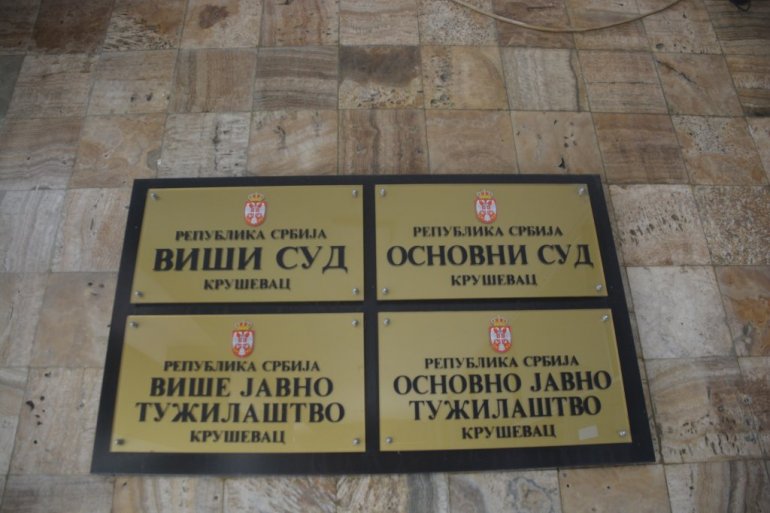 РЕПУБЛИКА СРБИЈА
ВИШИ СУД
КРУШЕВАЦ
РЕПУБЛИКА СРБИЈА
ОСНОВНИ СУД
КРУШЕВАЦ
РЕПУБЛИКА СРБИЈА
ВИШЕ ЈАВНО
ТУЖИЛАШТВО
КРУШЕВАЦ
РЕПУБЛИКА СРБИЈА
ОСНОВНО ЈАВНО
ТУЖИЛАШТВО
КРУШЕВАЦ